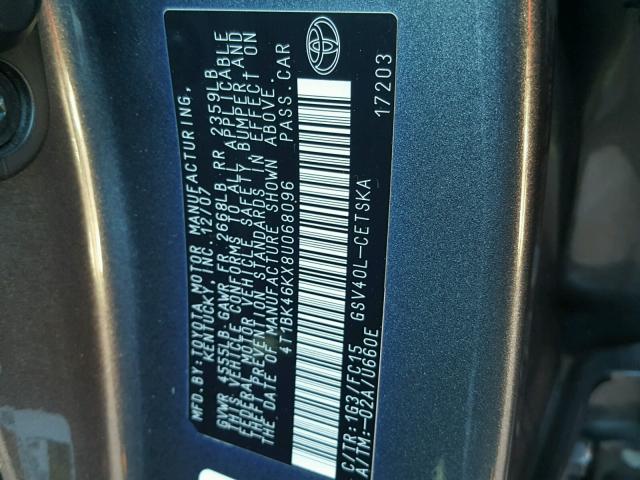 MFD.BY:TOYOTA MOTOR MANUFACTURING,
KENTUCKY INC. 12/07
GVWR 4555LB GAWR FR 2668LB RR 2359LB
THIS VEHICLE CONFORMS TO ALL APPLICABLE
FEDERAL MOTOR VEHICLE SAFETY BUMPER AND
THEFT PREVENTION STANDARDS IN EFFECT ON
THE DATE OF MANUFACTURE SHOWN ABOVE.
4T1BK46KX8U068096 PASS.CAR
C/TR: 1G3/FC15 GSV40L-CETSKA
A/TM:-02A/U660E
17203